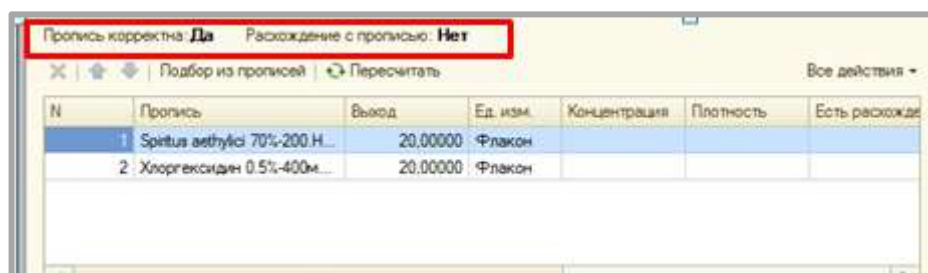 Пропись корректна: Да Расхождение с прописью: Нет
Подбор из прописей Пересчитать Все действия
N Пропись Выход Ед. изм. Концентрация Плотность Есть расхожде
1 Spiritus aethylici 70%-200.Н... 20,00000 Флакон
2 Хлоргексидин 0.5%-400м... 20,00000 Флакон